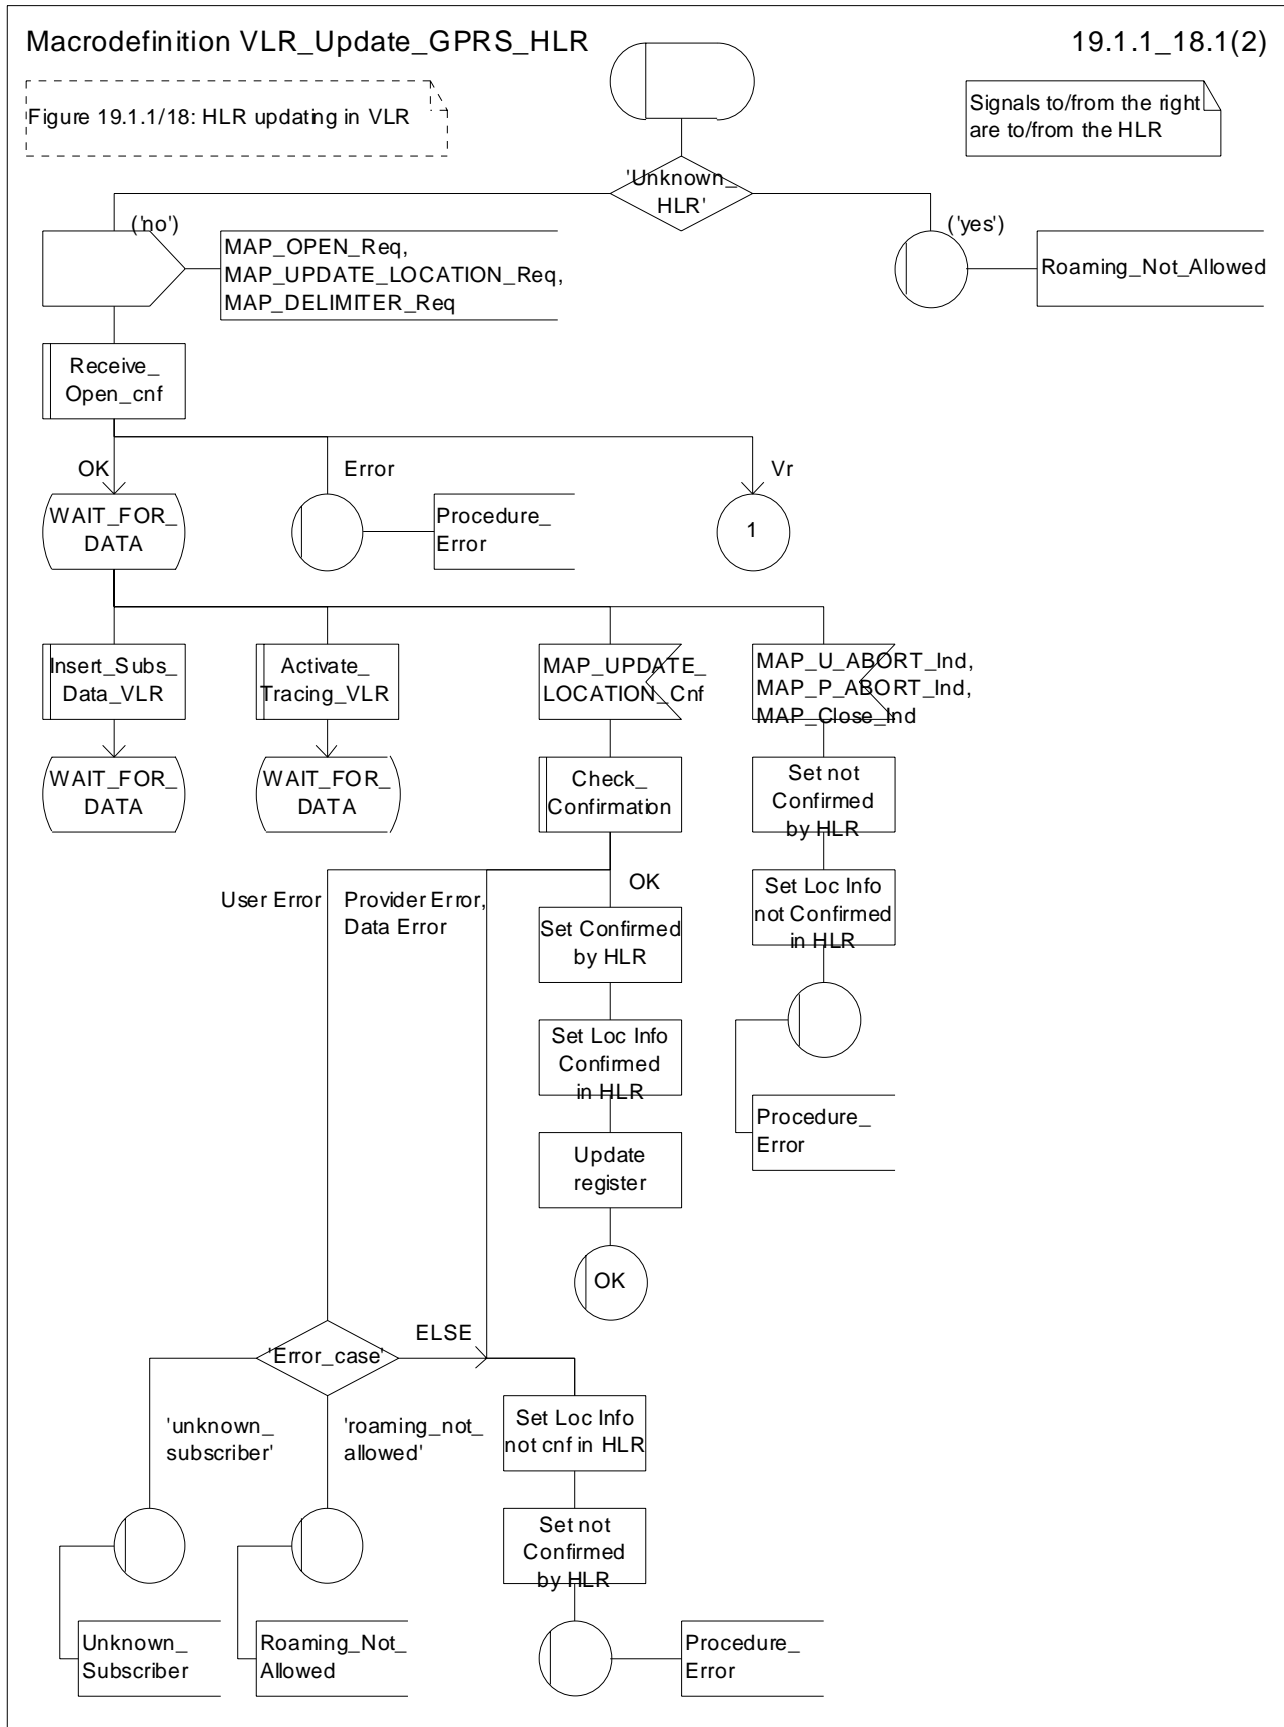 Macrodefinition VLR_Update_GPRS_HLR
19.1.1_18.1(2)
Figure 19.1.1/18: HLR updating in VLR
Signals to/from the right
are to/from the HLR
'Unknown_
HLR'
('no')
('yes')
MAP_OPEN_Req,
MAP_UPDATE_LOCATION_Req,
MAP_DELIMITER_Req
Roaming_Not_Allowed
Receive_
Open_cnf
OK
Error
Vr
WAIT_FOR_
DATA
Procedure_
Error
1
Insert_Subs_
Data_VLR
Activate_
Tracing_VLR
MAP_UPDATE_
LOCATION_Cnf
MAP_U_ABORT_Ind,
MAP_P_ABORT_Ind,
MAP_Close_Ind
WAIT_FOR_
DATA
WAIT_FOR_
DATA
Check_
Confirmation
Set not
Confirmed
by HLR
User Error
Provider Error,
Data Error
OK
Set Confirmed
by HLR
Set Loc Info
not Confirmed
in HLR
Set Loc Info
Confirmed
in HLR
Procedure_
Error
Update
register
OK
'Error_case'
ELSE
'unknown_
subscriber'
'roaming_not_
allowed'
Set Loc Info
not cnf in HLR
Set not
Confirmed
by HLR
Unknown_
Subscriber
Roaming_Not_
Allowed
Procedure_
Error